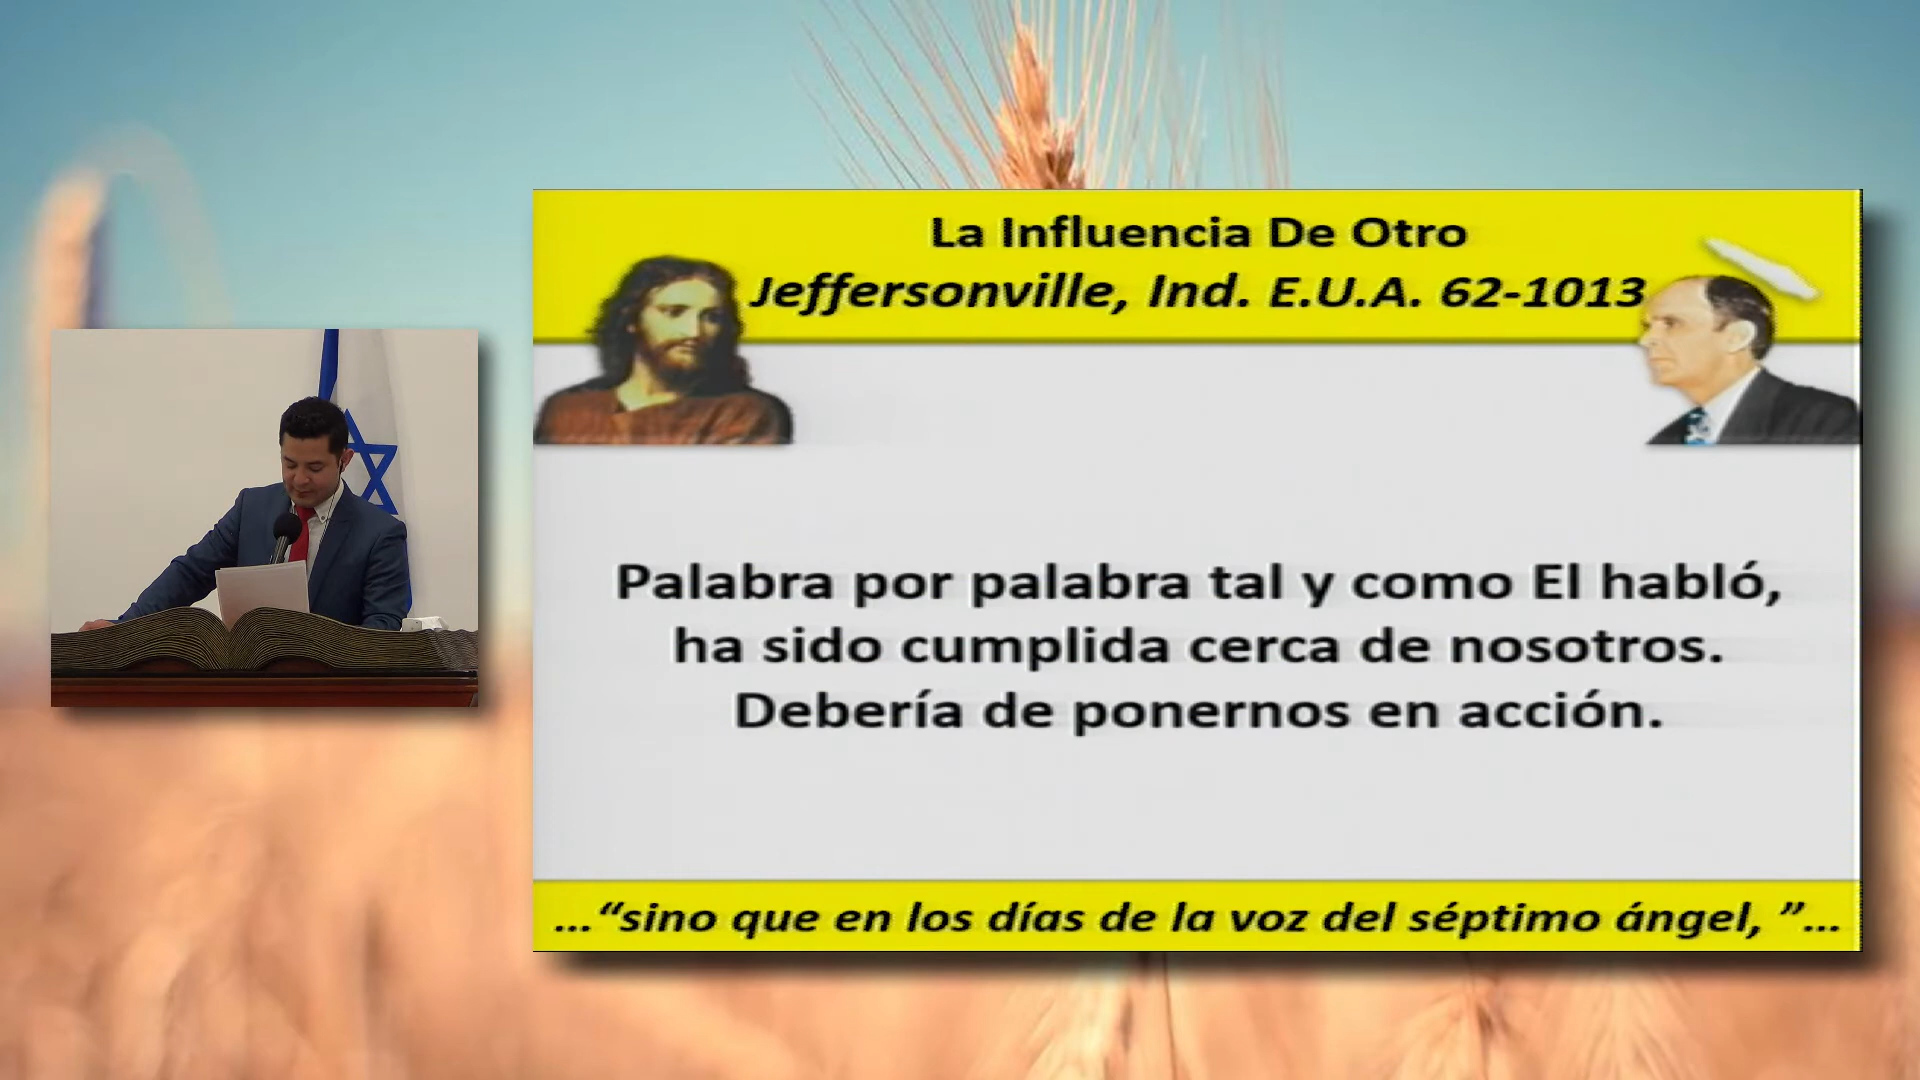 La Influencia De Otro
Jeffersonville, Ind. E.U.A. 62-1013
Palabra por palabra tal y como El habló,
ha sido cumplida cerca de nosotros.
Debería de ponernos en acción.
...“sino que en los días de la voz del séptimo ángel, ”...